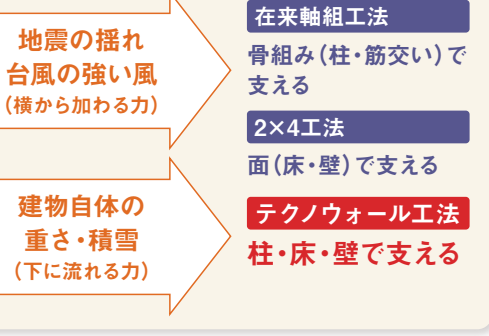 地震の揺れ
台風の強い風
(横から加わる力)
建物自体の
重さ・積雪
(下に流れる力)
在来軸組工法
骨組み(柱・筋交い)で
支える
2×4工法
面(床・壁)で支える
テクノウォール工法
柱・床・壁で支える